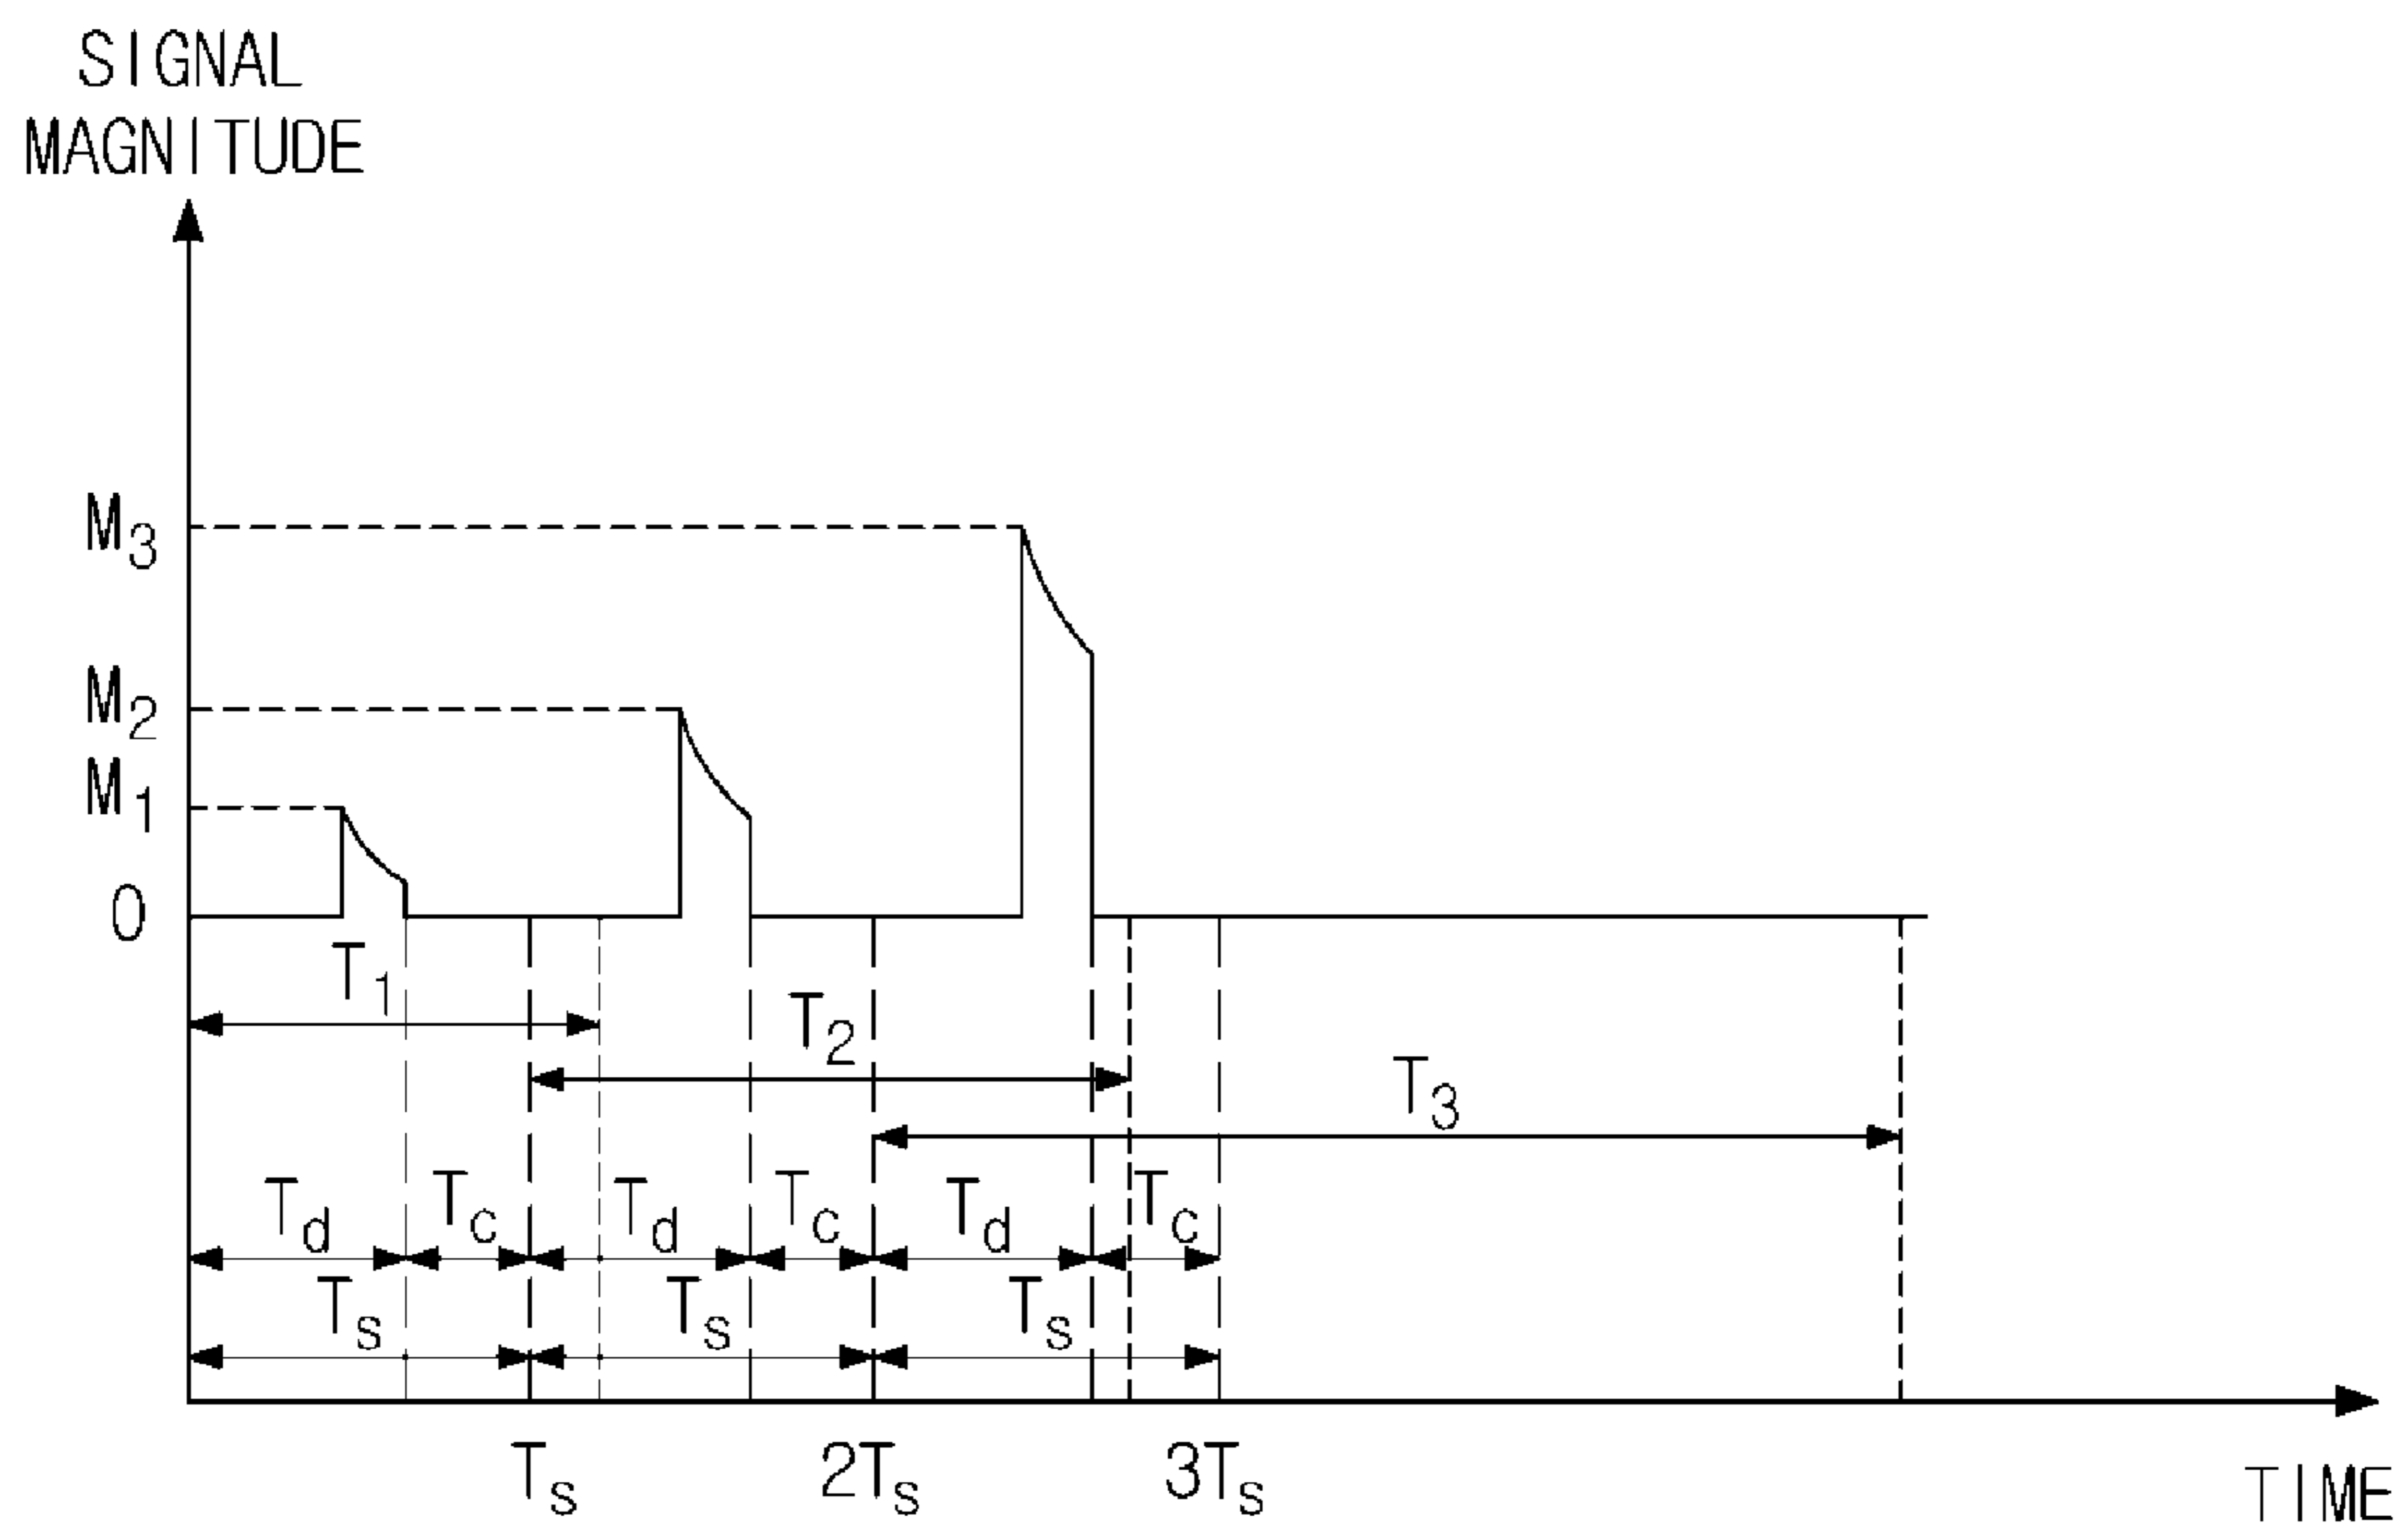 SIGNAL
MAGNITUDE
M3
M2
M1
0
T1
T2
T3
Td Tc Td Tc Td Tc
Ts Ts Ts
Ts 2Ts 3Ts
TIME